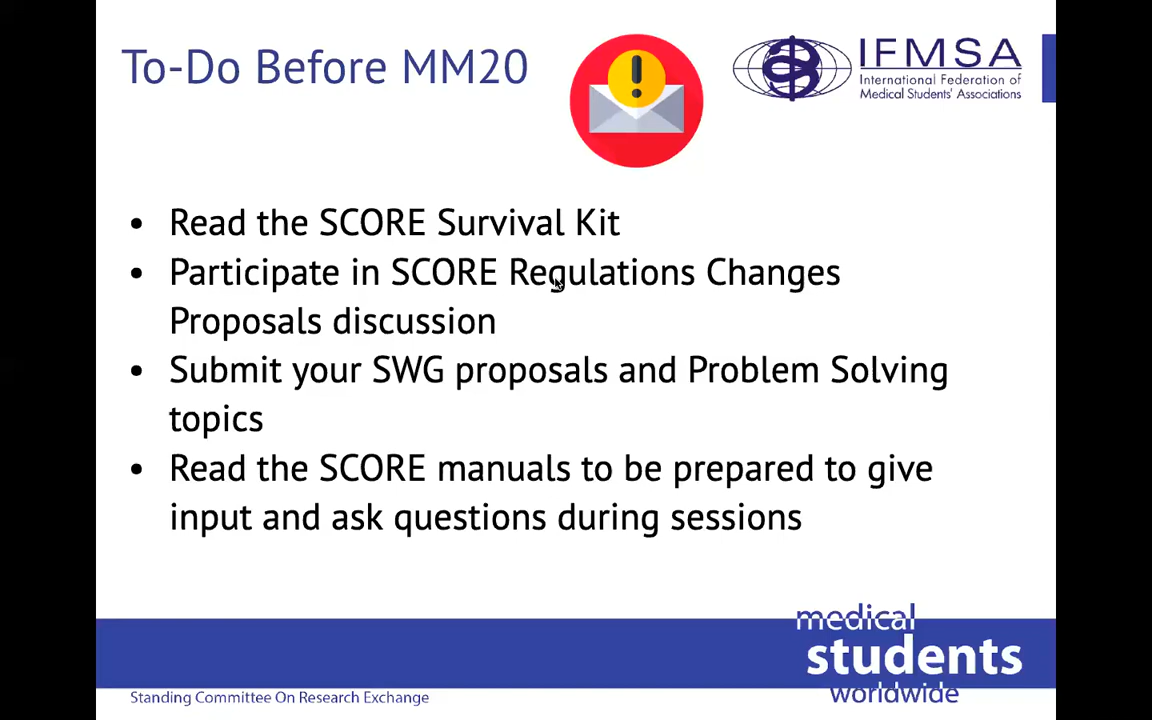 To-Do Before MM20
IFMSA
International Federation of
Medical Students' Associations
• Read the SCORE Survival Kit
• Participate in SCORE Regulations Changes
Proposals discussion
• Submit your SWG proposals and Problem Solving
topics
• Read the SCORE manuals to be prepared to give
input and ask questions during sessions
medical
students
worldwide
Standing Committee On Research Exchange